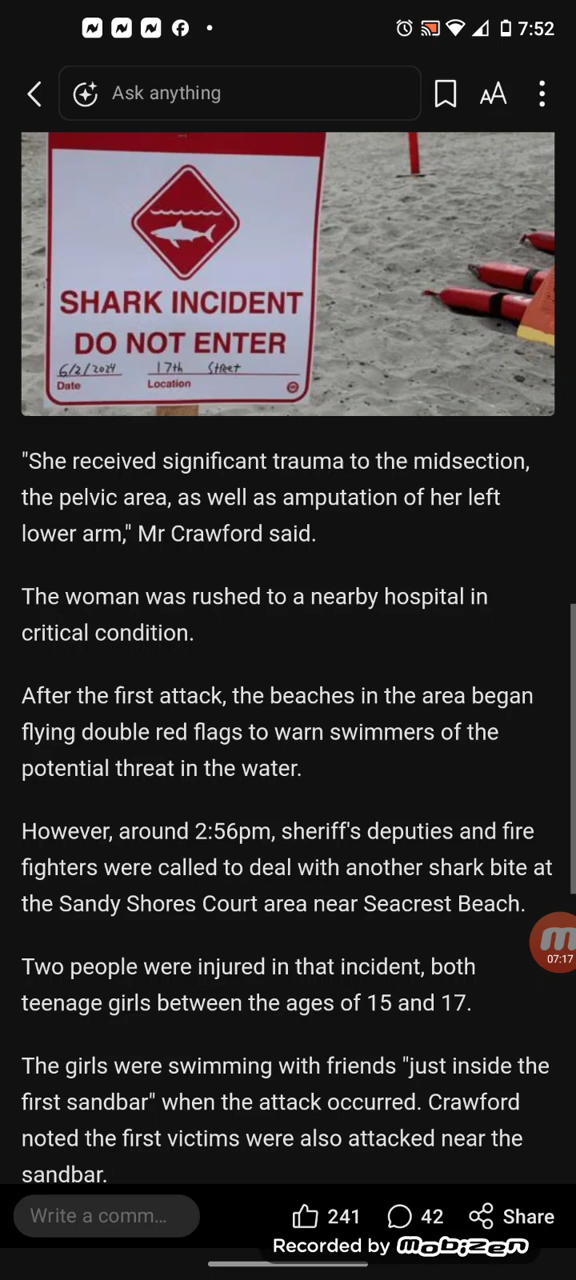 7:52
Ask anything
AA
SHARK INCIDENT
DO NOT ENTER
6/2/2024 17th Street
Date Location
"She received significant trauma to the midsection,
the pelvic area, as well as amputation of her left
lower arm," Mr Crawford said.
The woman was rushed to a nearby hospital in
critical condition.
After the first attack, the beaches in the area began
flying double red flags to warn swimmers of the
potential threat in the water.
However, around 2:56pm, sheriff's deputies and fire
fighters were called to deal with another shark bite at
the Sandy Shores Court area near Seacrest Beach.
m
07:17
Two people were injured in that incident, both
teenage girls between the ages of 15 and 17.
The girls were swimming with friends "just inside the
first sandbar" when the attack occurred. Crawford
noted the first victims were also attacked near the
sandbar.
Write a comm... 241 42 Share
Recorded by mobizen